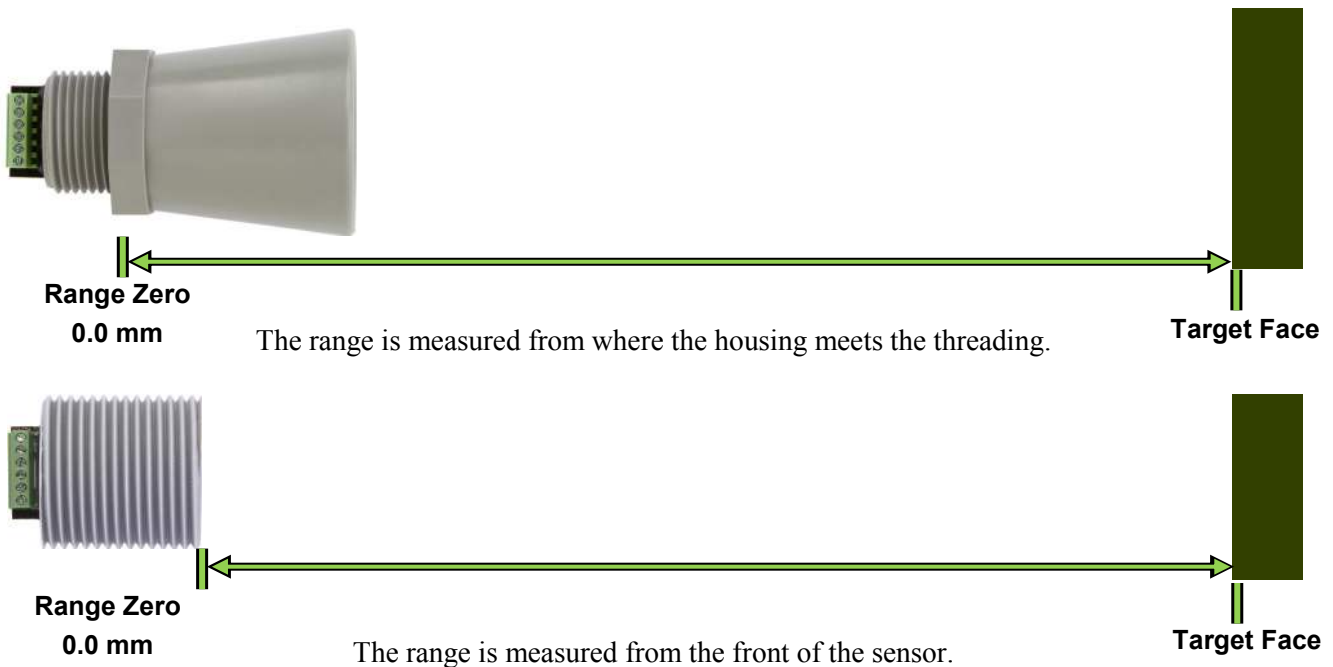 Range Zero
0.0 mm
Target Face
The range is measured from where the housing meets the threading.
Range Zero
0.0 mm
Target Face
The range is measured from the front of the sensor.